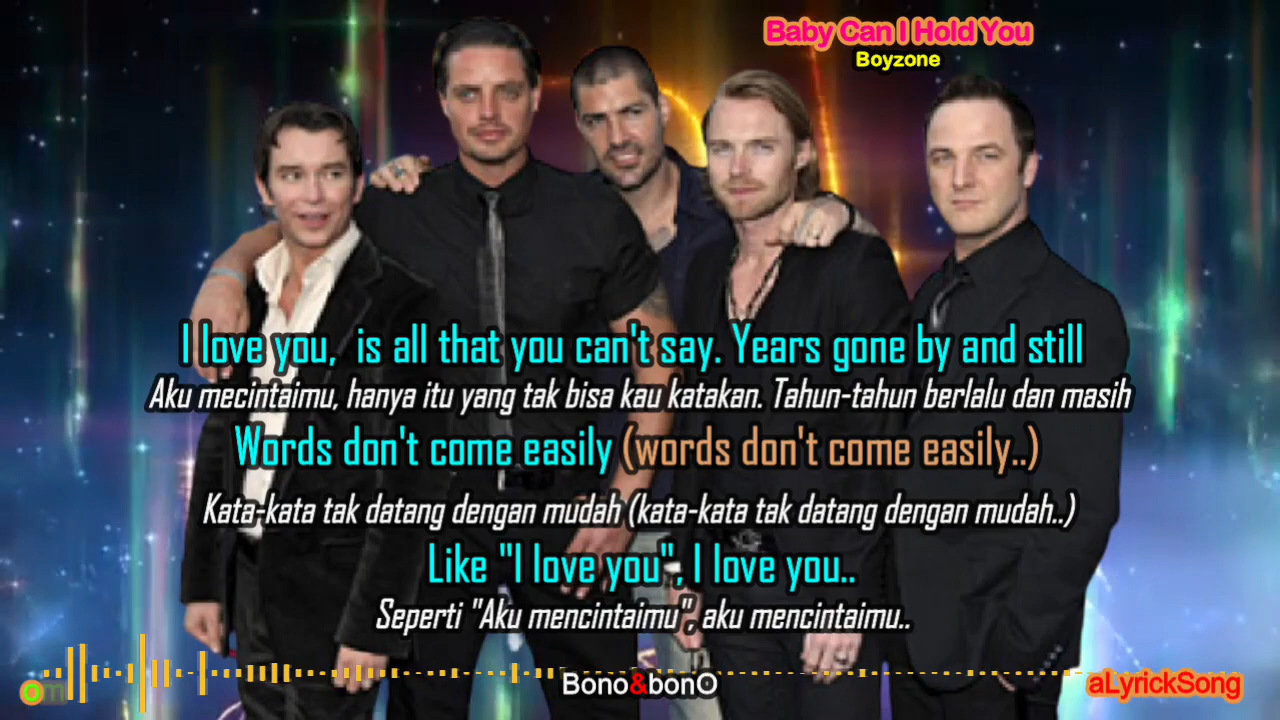 Baby Can I Hold You
Boyzone
I love you, is all that you can't say. Years gone by and still
Aku mecintaimu, hanya itu yang tak bisa kau katakan. Tahun-tahun berlalu dan masih
Words don't come easily (words don't come easily..)
Kata-kata tak datang dengan mudah (kata-kata tak datang dengan mudah..)
Like "I love you", I love you..
Seperti "Aku mencintaimu", aku mencintaimu..
om
Bono&bonO
aLyrickSong